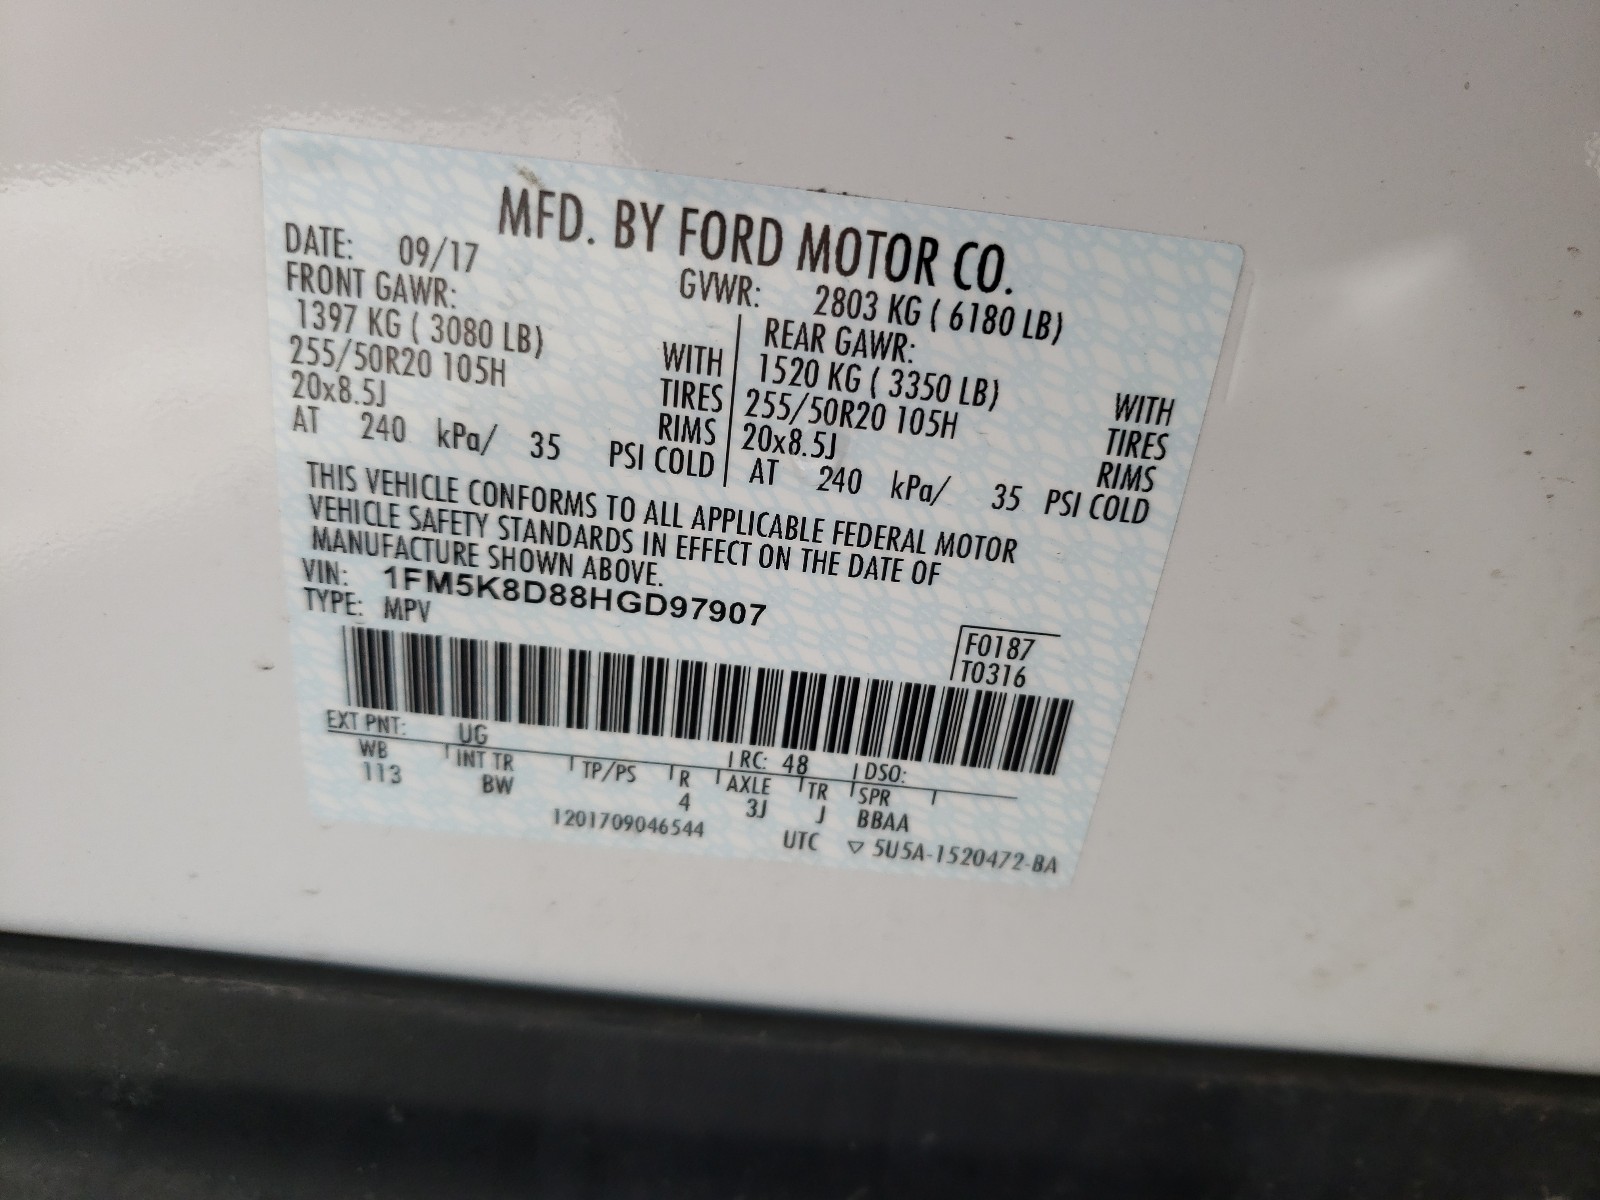 MFD. BY FORD MOTOR CO.
DATE: 09/17 GVWR: 2803 KG ( 6180 LB)
FRONT GAWR: REAR GAWR:
1397 KG ( 3080 LB) WITH 1520 KG ( 3350 LB) WITH
255/50R20 105H TIRES 255/50R20 105H TIRES
20x8.5J RIMS 20x8.5J RIMS
AT 240 kPa/ 35 PSI COLD AT 240 kPa/ 35 PSI COLD
THIS VEHICLE CONFORMS TO ALL APPLICABLE FEDERAL MOTOR
VEHICLE SAFETY STANDARDS IN EFFECT ON THE DATE OF
MANUFACTURE SHOWN ABOVE.
VIN: 1FM5K8D88HGD97907
TYPE: MPV
F0187
T0316
EXT PNT: UG RC: 48 DSO:
WB INT TR TP/PS R AXLE TR SPR
113 BW 4 3J J BBAA
1201709046544 UTC ▽ 5U5A-1520472-BA